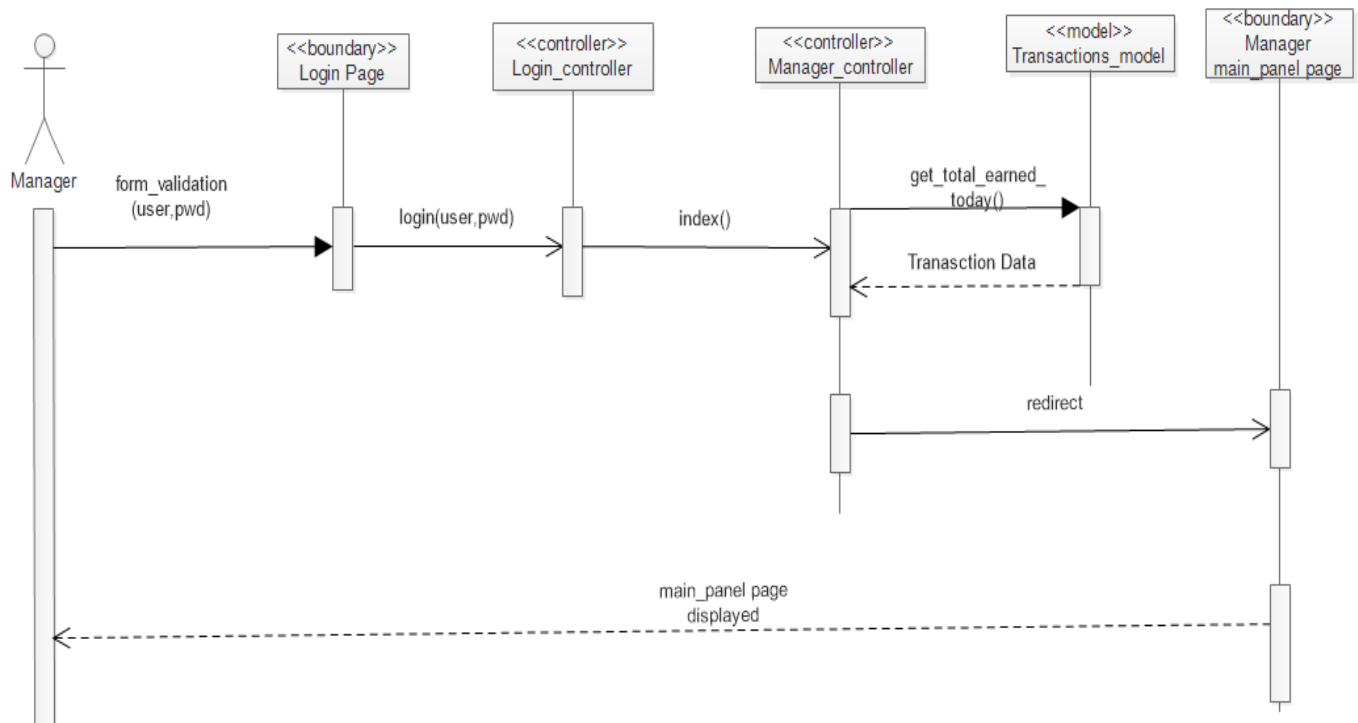 <<boundary>>
Login Page
<<controller>>
Login_controller
<<controller>>
Manager_controller
<<model>>
Transactions_model
<<boundary>>
Manager
main_panel page
Manager
form_validation
(user,pwd)
login(user,pwd)
index()
get_total_earned_
today()
Tranasction Data
redirect
main_panel page
displayed